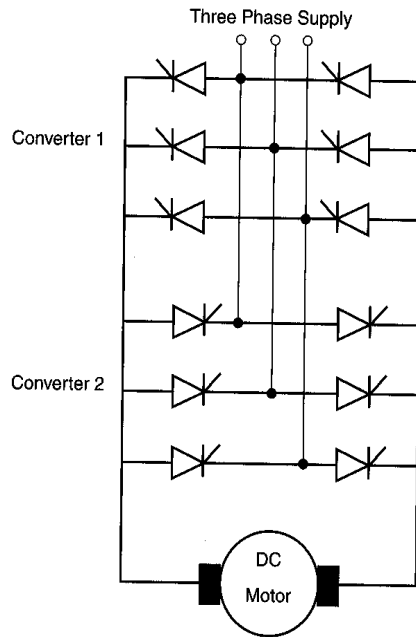 Three Phase Supply
Converter 1
Converter 2
DC
Motor